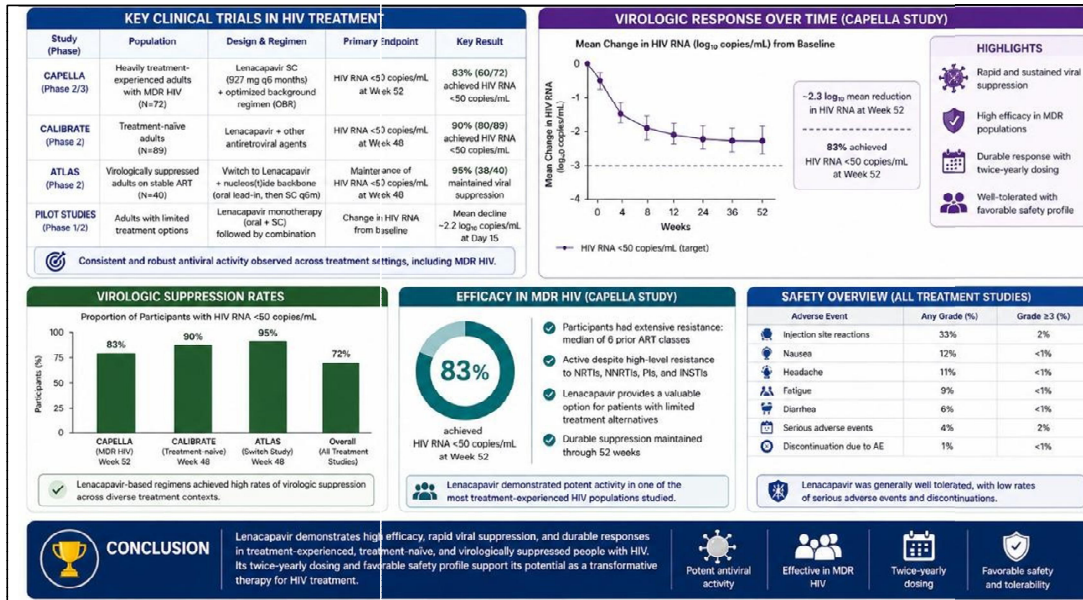 KEY CLINICAL TRIALS IN HIV TREATMENT
Study (Phase) Population Design & Regimen Primary Endpoint Key Result
CAPELLA (Phase 2/3)
Heavily treatment-experienced adults with MDR HIV (N=72)
Lenacapavir SC (927 mg q6 months) + optimized background regimen (OBR)
HIV RNA <50 copies/mL at Week 52
83% (60/72) achieved HIV RNA <50 copies/mL
CALIBRATE (Phase 2)
Treatment-naïve adults (N=89)
Lenacapavir + other antiretroviral agents
HIV RNA <50 copies/mL at Week 48
90% (80/89) achieved HIV RNA <50 copies/mL
ATLAS (Phase 2)
Virologically suppressed adults on stable ART (N=40)
Vwitch to Lenacapavir + nucleos(t)ide backbone (oral lead-in, then SC q6m)
Maintenance of HIV RNA <50 copies/mL at Week 48
95% (38/40) maintained viral suppression
PILOT STUDIES (Phase 1/2)
Adults with limited treatment options
Lenacapavir monotherapy (oral + SC) followed by combination
Change in HIV RNA from baseline
Mean decline ~2.2 log₁₀ copies/mL at Day 15
Consistent and robust antiviral activity observed across treatment settings, including MDR HIV.
VIROLOGIC RESPONSE OVER TIME (CAPELLA STUDY)
Mean Change in HIV RNA (log₁₀ copies/mL) from Baseline
Mean Change in HIV RNA
(log₁₀ copies/mL)
0
-1
-2
-3
-4
0 4 8 12 24 36 52
Weeks
HIV RNA <50 copies/mL (target)
~2.3 log₁₀ mean reduction
in HIV RNA at Week 52
83% achieved
HIV RNA <50 copies/mL
at Week 52
HIGHLIGHTS
Rapid and sustained viral
suppression
High efficacy in MDR
populations
Durable response with
twice-yearly dosing
Well-tolerated with
favorable safety profile
VIROLOGIC SUPPRESSION RATES
Proportion of Participants with HIV RNA <50 copies/mL
Participants (%)
100
75
50
25
0
83% 90% 95% 72%
CAPELLA (MDR HIV) Week 52
CALIBRATE (Treatment-naïve) Week 48
ATLAS (Switch Study) Week 48
Overall (All Treatment Studies)
Lenacapavir-based regimens achieved high rates of virologic suppression
across diverse treatment contexts.
EFFICACY IN MDR HIV (CAPELLA STUDY)
83%
achieved
HIV RNA <50 copies/mL
at Week 52
Participants had extensive resistance:
median of 6 prior ART classes
Active despite high-level resistance
to NRTIs, NNRTIs, PIs, and INSTIs
Lenacapavir provides a valuable
option for patients with limited
treatment alternatives
Durable suppression maintained
through 52 weeks
Lenacapavir demonstrated potent activity in one of the
most treatment-experienced HIV populations studied.
SAFETY OVERVIEW (ALL TREATMENT STUDIES)
Adverse Event Any Grade (%) Grade ≥3 (%)
Injection site reactions 33% 2%
Nausea 12% <1%
Headache 11% <1%
Fatigue 9% <1%
Diarrhea 6% <1%
Serious adverse events 4% 2%
Discontinuation due to AE 1% <1%
Lenacapavir was generally well tolerated, with low rates
of serious adverse events and discontinuations.
CONCLUSION
Lenacapavir demonstrates high efficacy, rapid viral suppression, and durable responses
in treatment-experienced, treatment-naïve, and virologically suppressed people with HIV.
Its twice-yearly dosing and favorable safety profile support its potential as a transformative
therapy for HIV treatment.
Potent antiviral
activity
Effective in MDR
HIV
Twice-yearly
dosing
Favorable safety
and tolerability